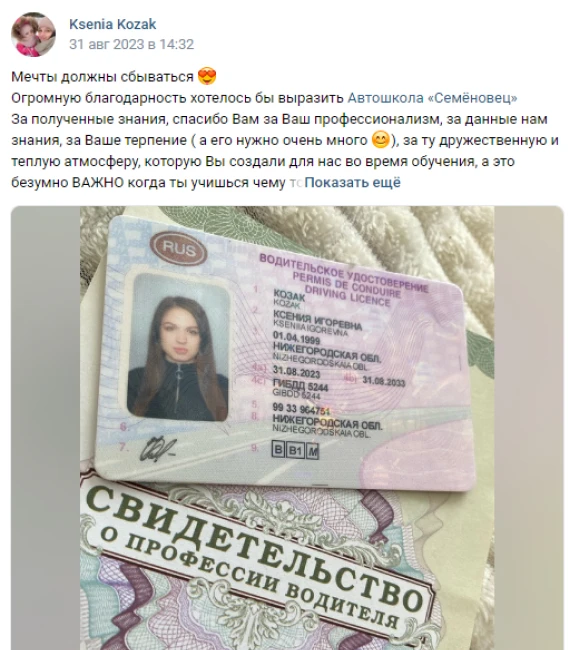 Ksenia Kozak
31 авг 2023 в 14:32
Мечты должны сбываться 😍
Огромную благодарность хотелось бы выразить Автошкола «Семёновец»
За полученные знания, спасибо Вам за Ваш профессионализм, за данные нам
знания, за Ваше терпение ( а его нужно очень много 😊), за ту дружественную и
теплую атмосферу, которую Вы создали для нас во время обучения, а это
безумно ВАЖНО когда ты учишься чему то Показать ещё
RUS
ВОДИТЕЛЬСКОЕ УДОСТОВЕРЕНИЕ
PERMIS DE CONDUIRE
DRIVING LICENCE
1. КОЗАК
KOZAK
2. КСЕНИЯ ИГОРЕВНА
KSENIIA IGOREVNA
3. 01.04.1999
НИЖЕГОРОДСКАЯ ОБЛ.
NIZHEGORODSKAIA OBL.
4a) 31.08.2023 4b) 31.08.2033
4c) ГИБДД 5244
GIBDD 5244
5. 99 33 964751
8. НИЖЕГОРОДСКАЯ ОБЛ.
NIZHEGORODSKAIA OBL.
6.
7.
9. B B1 M
СВИДЕТЕЛЬСТВО
О ПРОФЕССИИ ВОДИТЕЛЯ